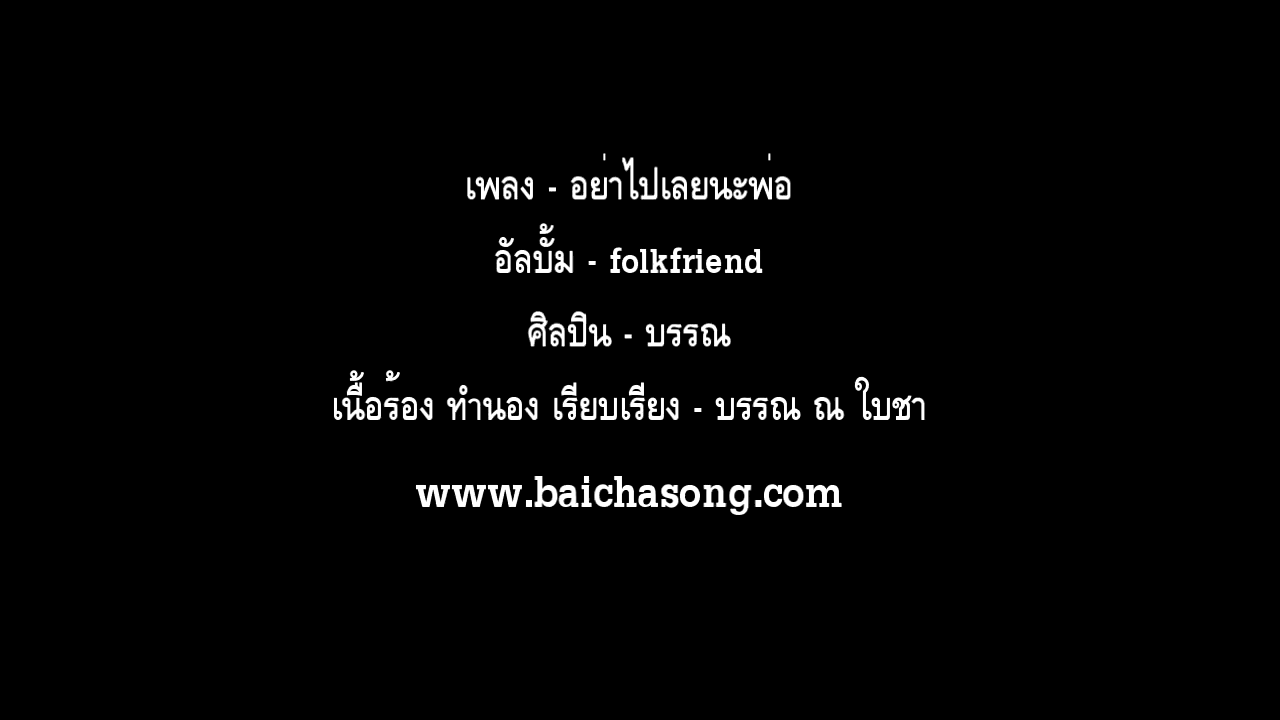 เพลง - อย่าไปเลยนะพ่อ
อัลบั้ม - folkfriend
ศิลปิน - บรรณ
เนื้อร้อง ทำนอง เรียบเรียง - บรรณ ณ ใบชา
www.baichasong.com